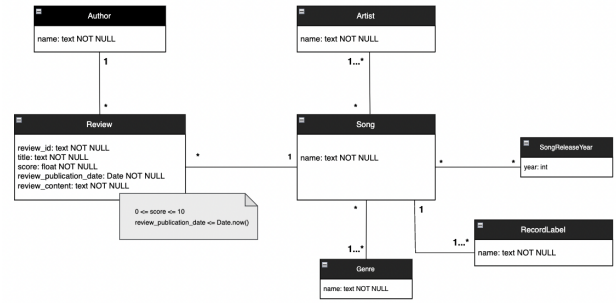 Author
name: text NOT NULL
Artist
name: text NOT NULL
1
*
1...*
*
Review
review_id: text NOT NULL
title: text NOT NULL
score: float NOT NULL
review_publication_date: Date NOT NULL
review_content: text NOT NULL
0 <= score <= 10
review_publication_date <= Date.now()
*
1
Song
name: text NOT NULL
*
*
SongReleaseYear
year: int
*
1
1...*
1...*
RecordLabel
name: text NOT NULL
Genre
name: text NOT NULL